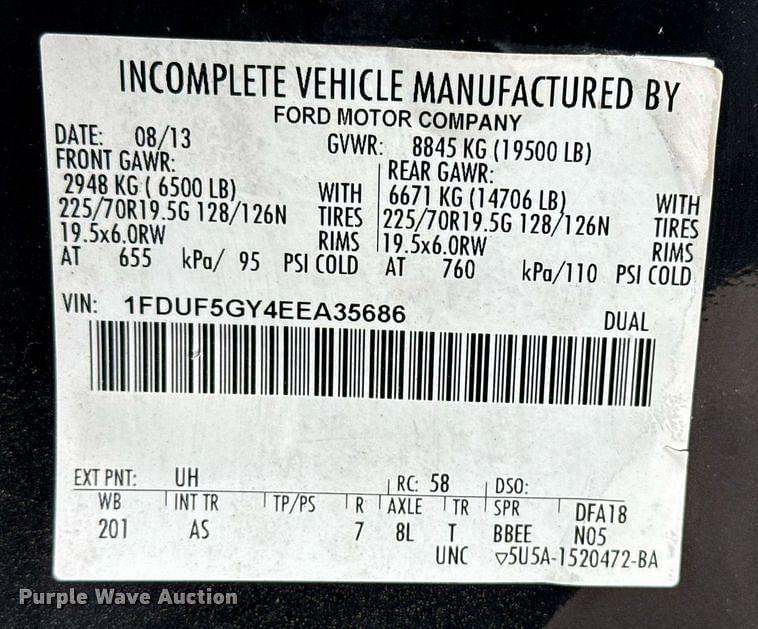 INCOMPLETE VEHICLE MANUFACTURED BY
FORD MOTOR COMPANY
DATE: 08/13 GVWR: 8845 KG (19500 LB)
FRONT GAWR: REAR GAWR:
2948 KG ( 6500 LB) WITH 6671 KG (14706 LB) WITH
225/70R19.5G 128/126N TIRES 225/70R19.5G 128/126N TIRES
19.5x6.0RW RIMS 19.5x6.0RW RIMS
AT 655 kPa/ 95 PSI COLD AT 760 kPa/110 PSI COLD
VIN: 1FDUF5GY4EEA35686 DUAL
EXT PNT: UH RC: 58 DSO:
WB INT TR TP/PS R AXLE TR SPR DFA18
201 AS 7 8L T BBEE N05
UNC ▽5U5A-1520472-BA
Purple Wave Auction